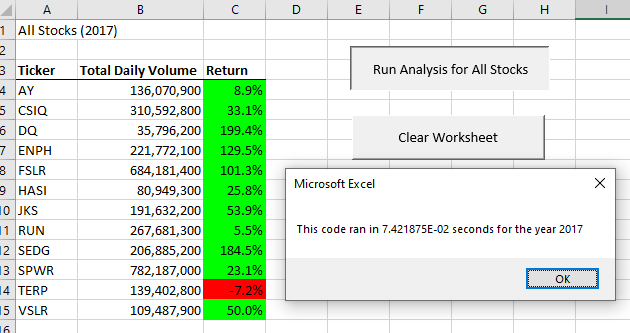 A B C D E F G H I
1 All Stocks (2017)
2
3 Ticker Total Daily Volume Return
4 AY 136,070,900 8.9%
5 CSIQ 310,592,800 33.1%
6 DQ 35,796,200 199.4%
7 ENPH 221,772,100 129.5%
8 FSLR 684,181,400 101.3%
9 HASI 80,949,300 25.8%
10 JKS 191,632,200 53.9%
11 RUN 267,681,300 5.5%
12 SEDG 206,885,200 184.5%
13 SPWR 782,187,000 23.1%
14 TERP 139,402,800 -7.2%
15 VSLR 109,487,900 50.0%
16
Run Analysis for All Stocks
Clear Worksheet
Microsoft Excel
This code ran in 7.421875E-02 seconds for the year 2017
OK